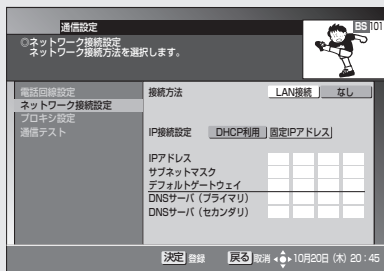 通信設定
BS 101
◎ネットワーク接続設定
ネットワーク接続方法を選択します。
電話回線設定
ネットワーク接続設定
プロキシ設定
通信テスト
接続方法 LAN接続 なし
IP接続設定 DHCP利用 固定IPアドレス
IPアドレス
サブネットマスク
デフォルトゲートウェイ
DNSサーバ（プライマリ）
DNSサーバ（セカンダリ）
決定 登録 戻る 取消 10月20日（木）20：45